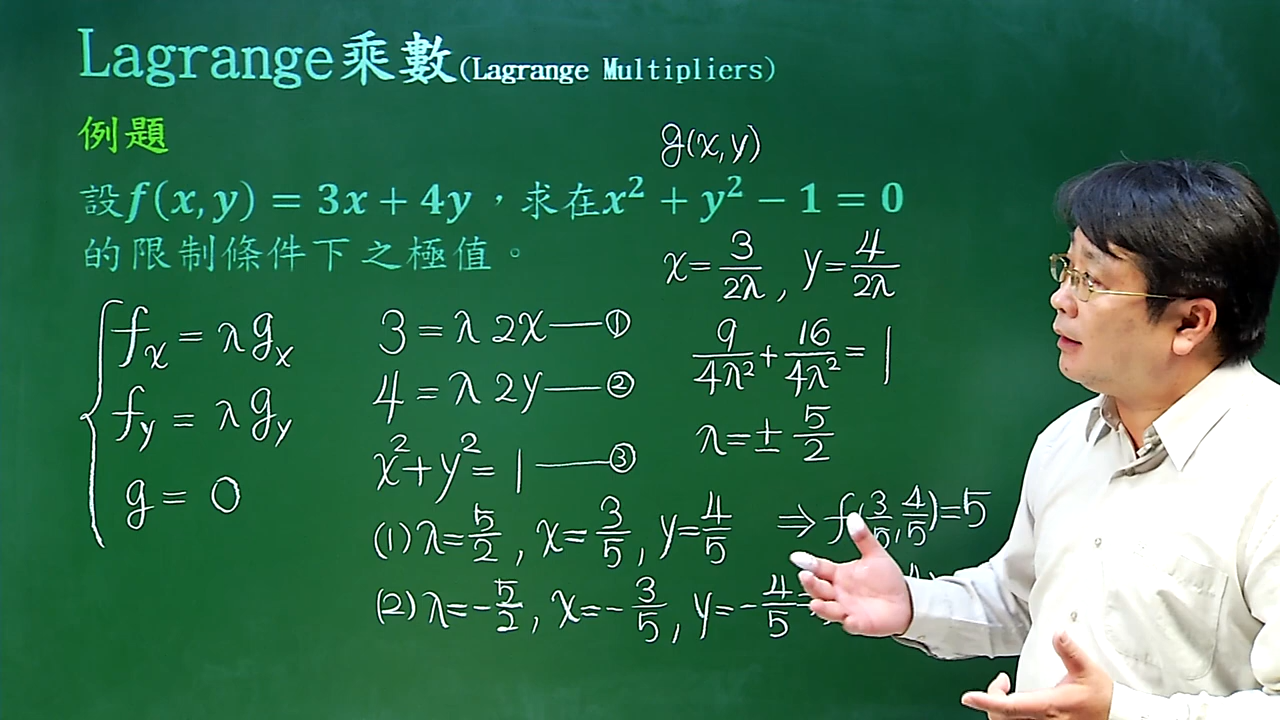 Lagrange乘數(Lagrange Multipliers)
例題
g(x,y)
設f(x,y) = 3x + 4y，求在x² + y² − 1 = 0
的限制條件下之極值。
x=3/2λ , y=4/2λ
f_x = λg_x
f_y = λg_y
g = 0
3 = λ2x—①
4 = λ2y—②
x²+y²=1—③
9/4λ²+16/4λ²=1
λ=±5/2
(1)λ=5/2, x=3/5, y=4/5 ⇒ f(3/5,4/5)=5
(2)λ=-5/2, x=-3/5, y=-4/5